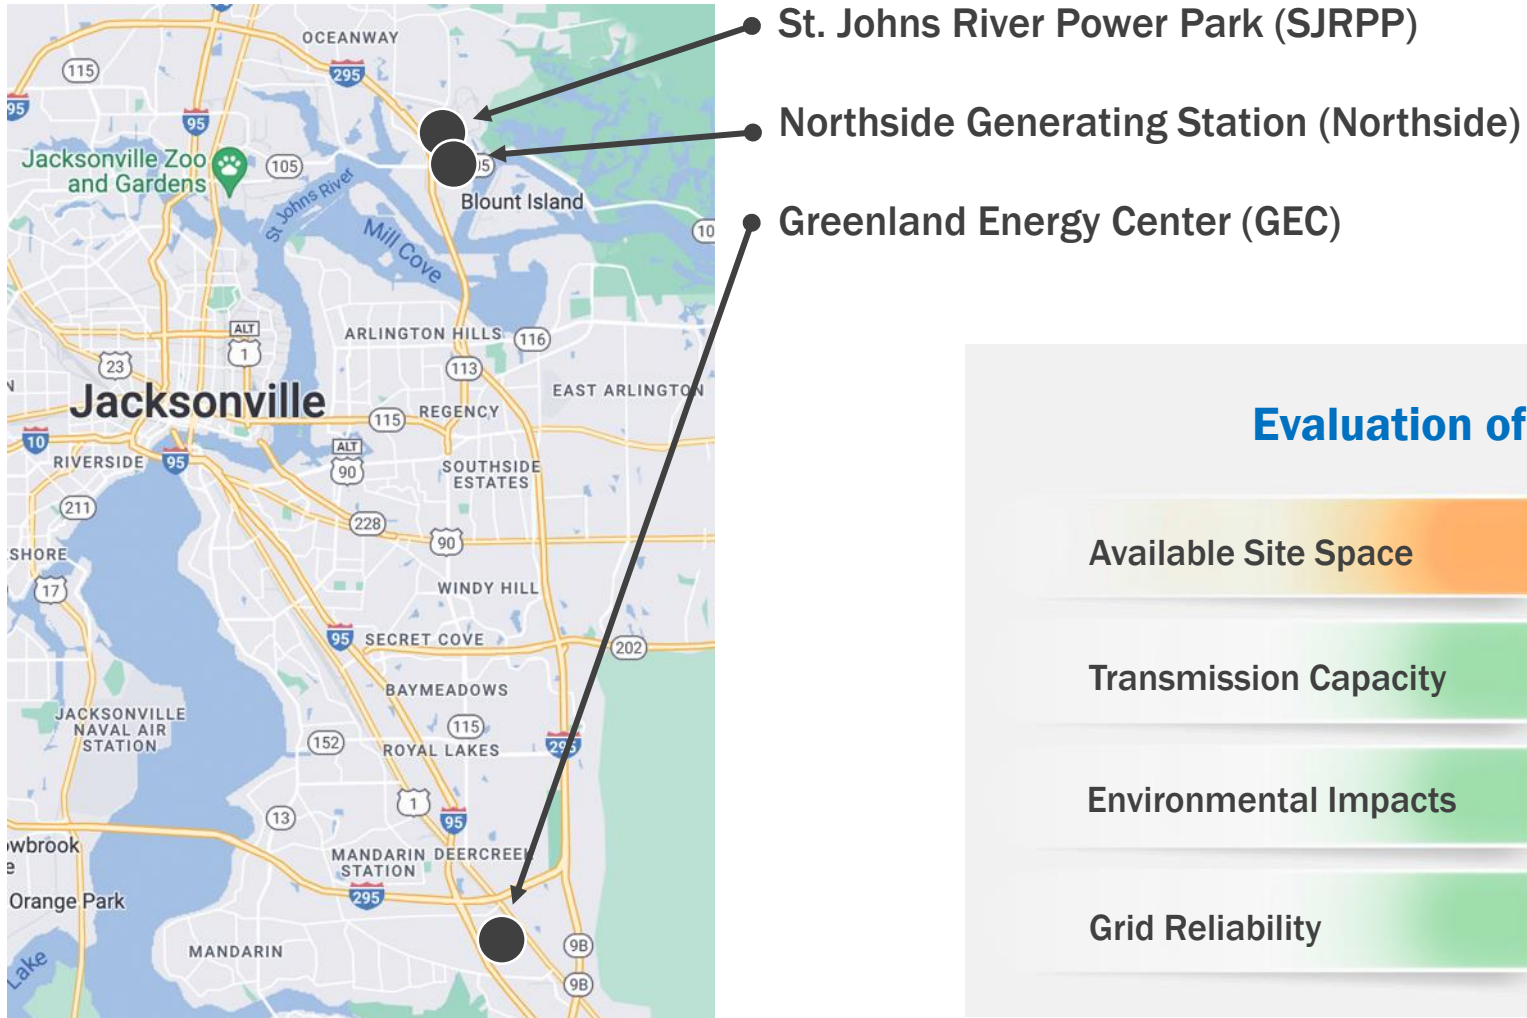 St. Johns River Power Park (SJRPP)
Northside Generating Station (Northside)
Greenland Energy Center (GEC)
OCEANWAY
115
295
95
95
Jacksonville Zoo
and Gardens
105
St Johns River
Blount Island
Mill Cove
10
ALT
1
ARLINGTON HILLS
116
23
113
EAST ARLINGTON
Jacksonville
115
REGENCY
10
RIVERSIDE
95
ALT
90
SOUTHSIDE
ESTATES
211
228
90
SHORE
17
WINDY HILL
95
SECRET COVE
202
BAYMEADOWS
JACKSONVILLE
NAVAL AIR
STATION
115
152
ROYAL LAKES
295
1
13
95
owbrook
e
MANDARIN
STATION
DEERCREEK
295
Orange Park
MANDARIN
9B
Lake
9B
Evaluation of
Available Site Space
Transmission Capacity
Environmental Impacts
Grid Reliability